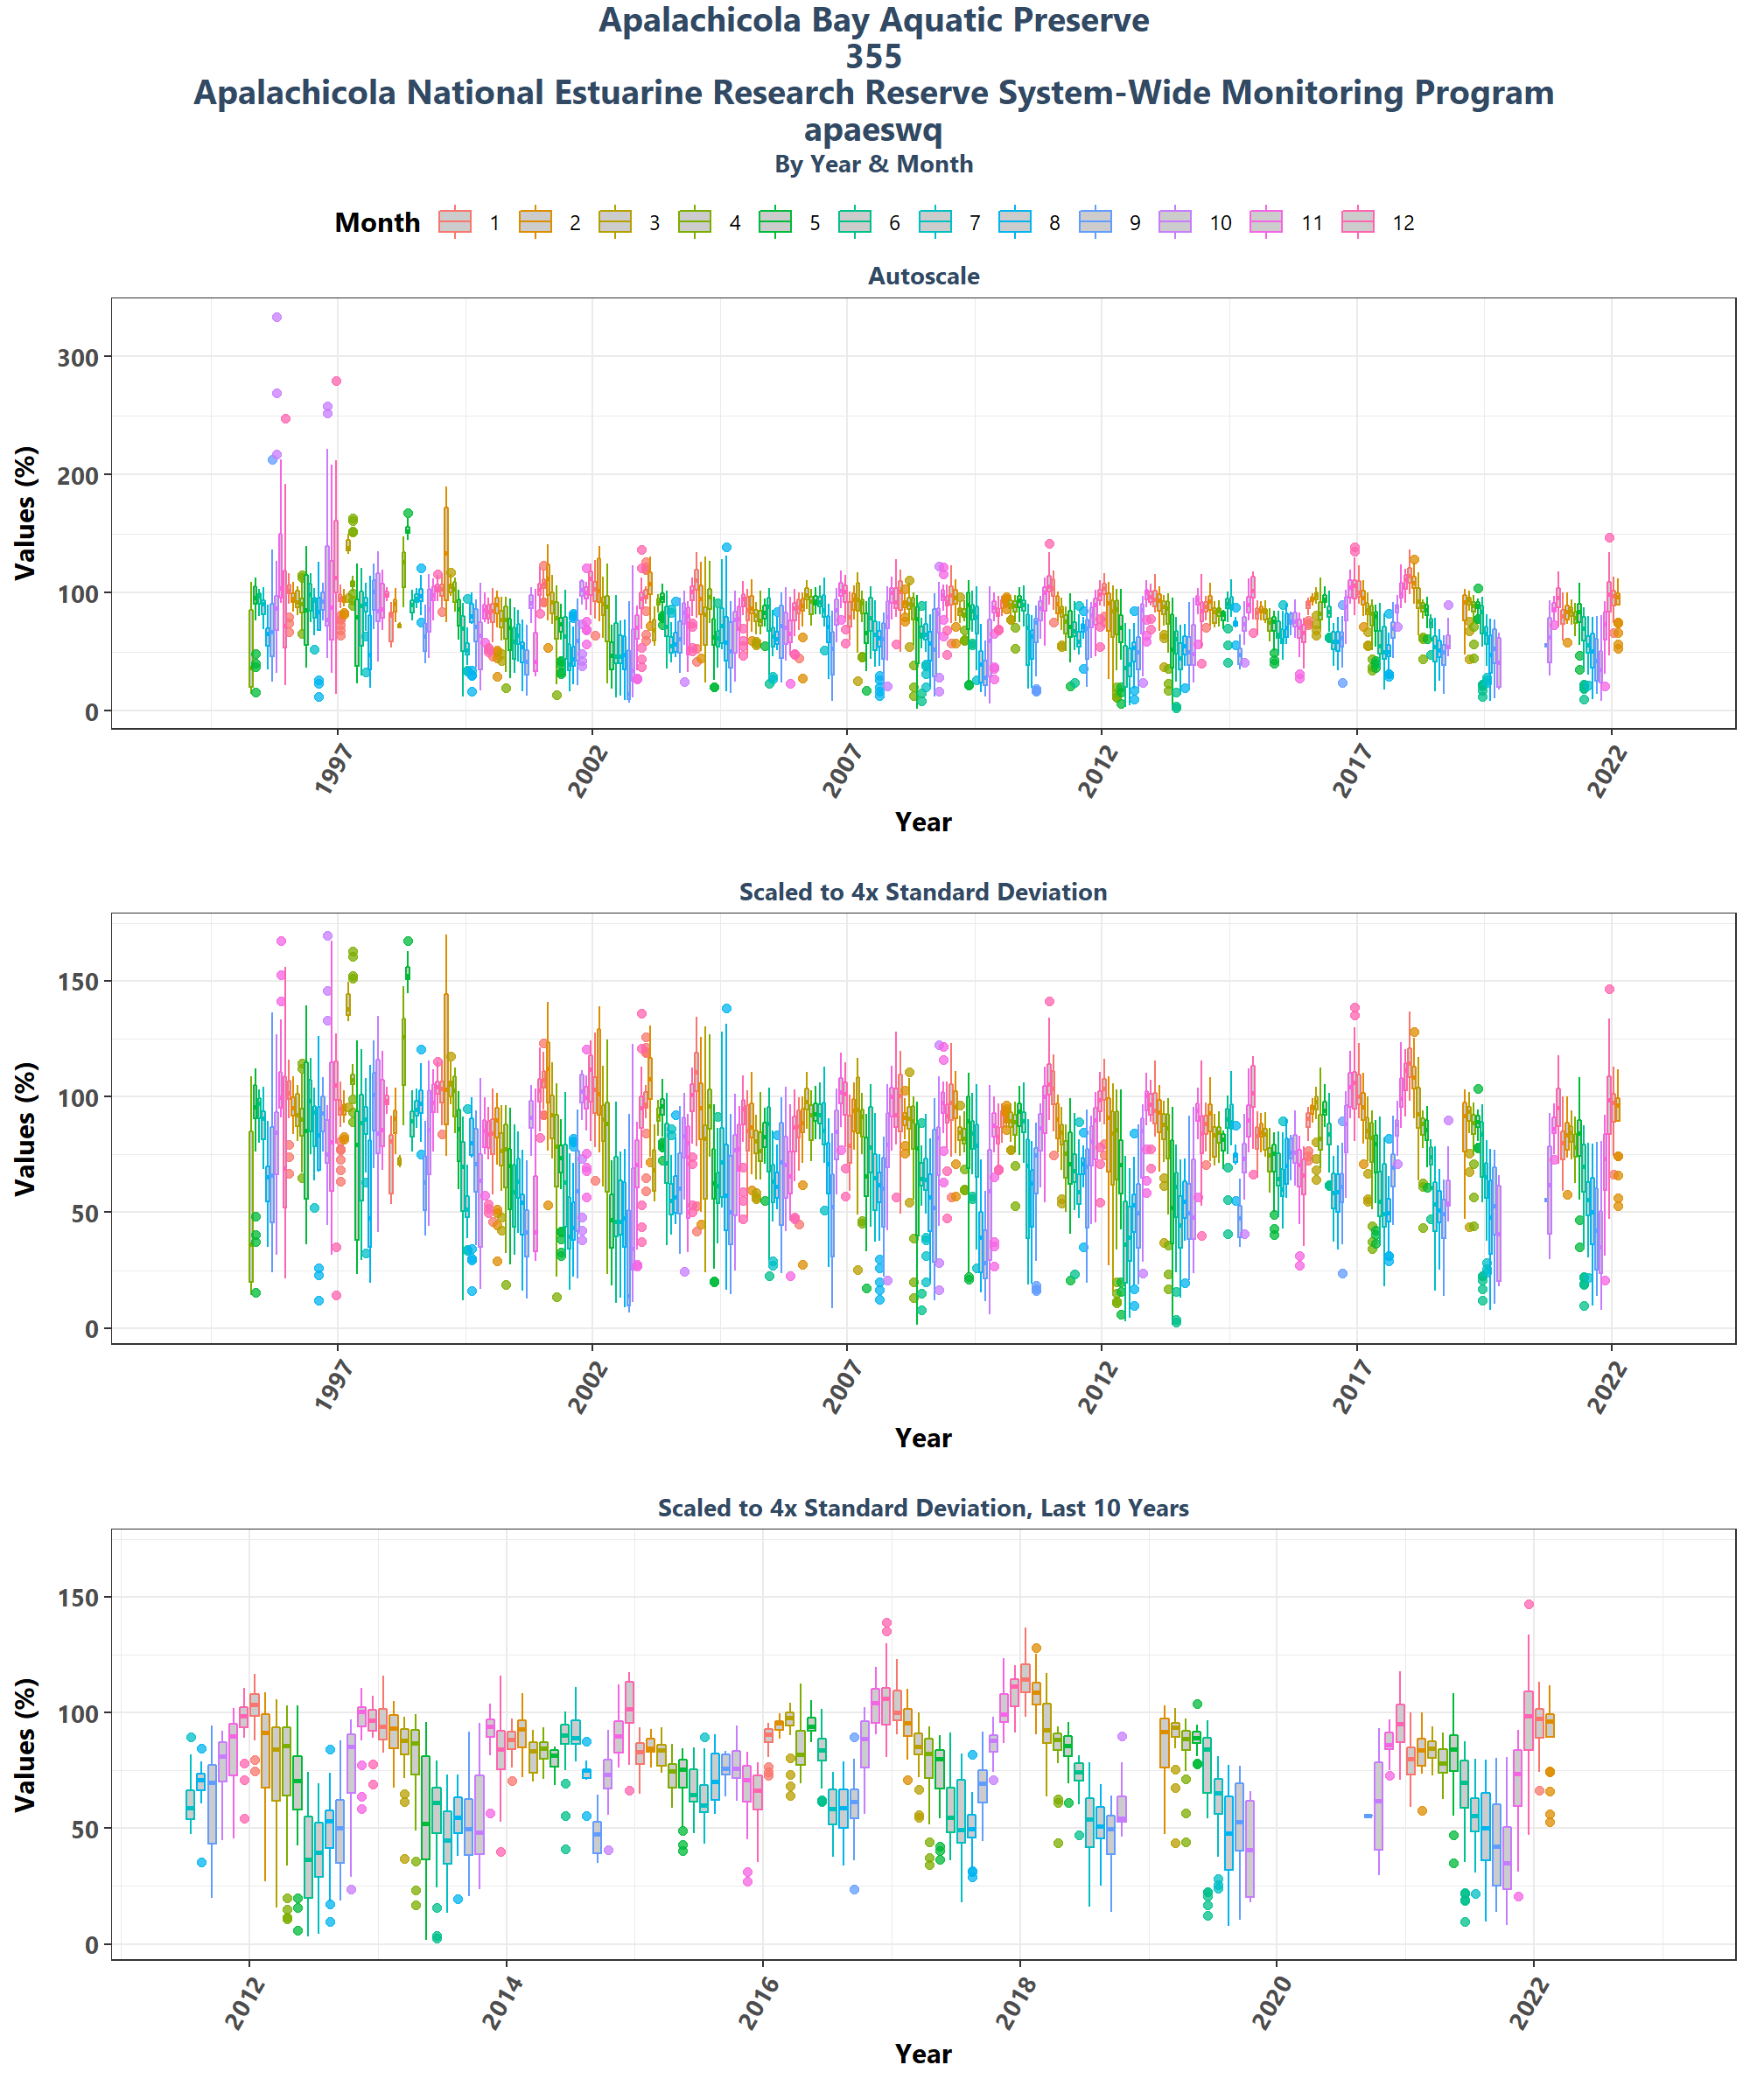 Apalachicola Bay Aquatic Preserve
355
Apalachicola National Estuarine Research Reserve System-Wide Monitoring Program
apaeswq
By Year & Month
Month 1 2 3 4 5 6 7 8 9 10 11 12
Autoscale
Values (%)
300
200
100
0
1997 2002 2007 2012 2017 2022
Year
Scaled to 4x Standard Deviation
Values (%)
150
100
50
0
1997 2002 2007 2012 2017 2022
Year
Scaled to 4x Standard Deviation, Last 10 Years
Values (%)
150
100
50
0
2012 2014 2016 2018 2020 2022
Year